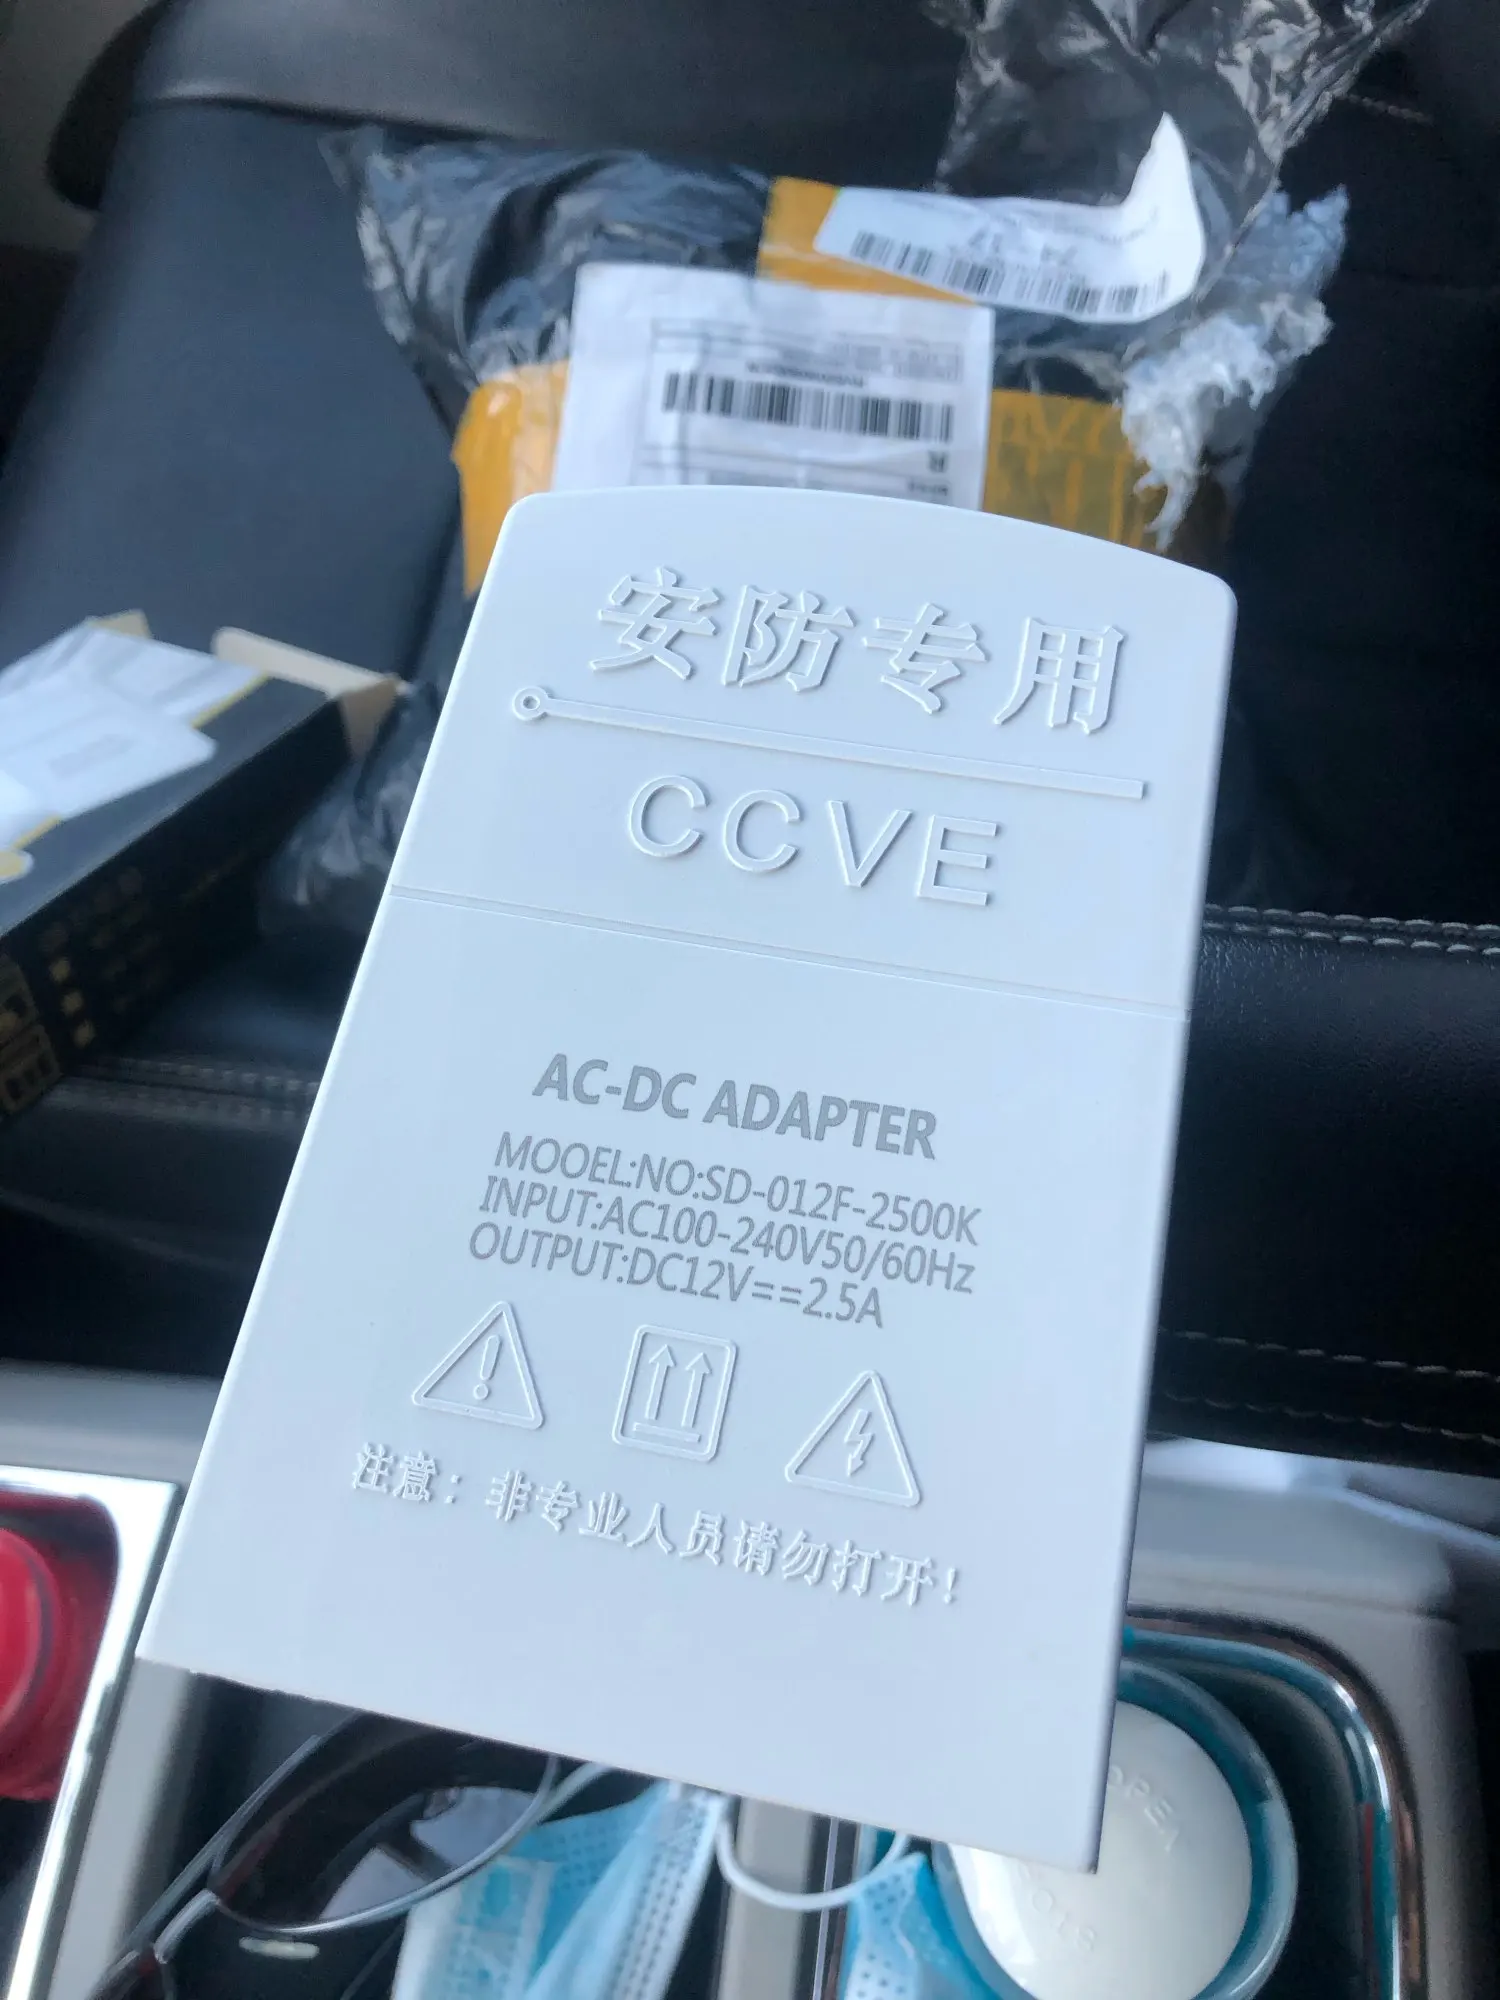 安防专用
CCVE
AC-DC ADAPTER
MOOEL:NO:SD-012F-2500K
INPUT:AC100-240V50/60Hz
OUTPUT:DC12V==2.5A
注意：非专业人员请勿打开！